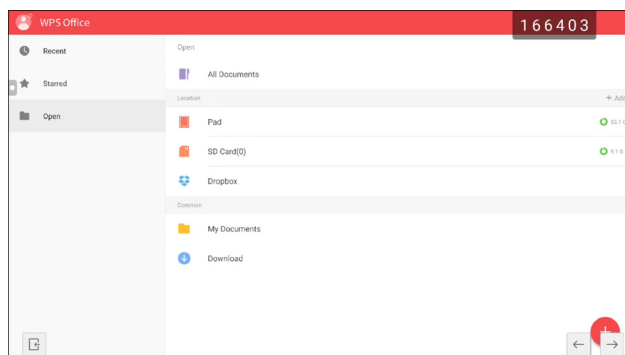 WPS Office
166403
Recent
Starred
Open
Open
All Documents
Location
+ Add
Pad
SD Card(0)
Dropbox
Common
My Documents
Download